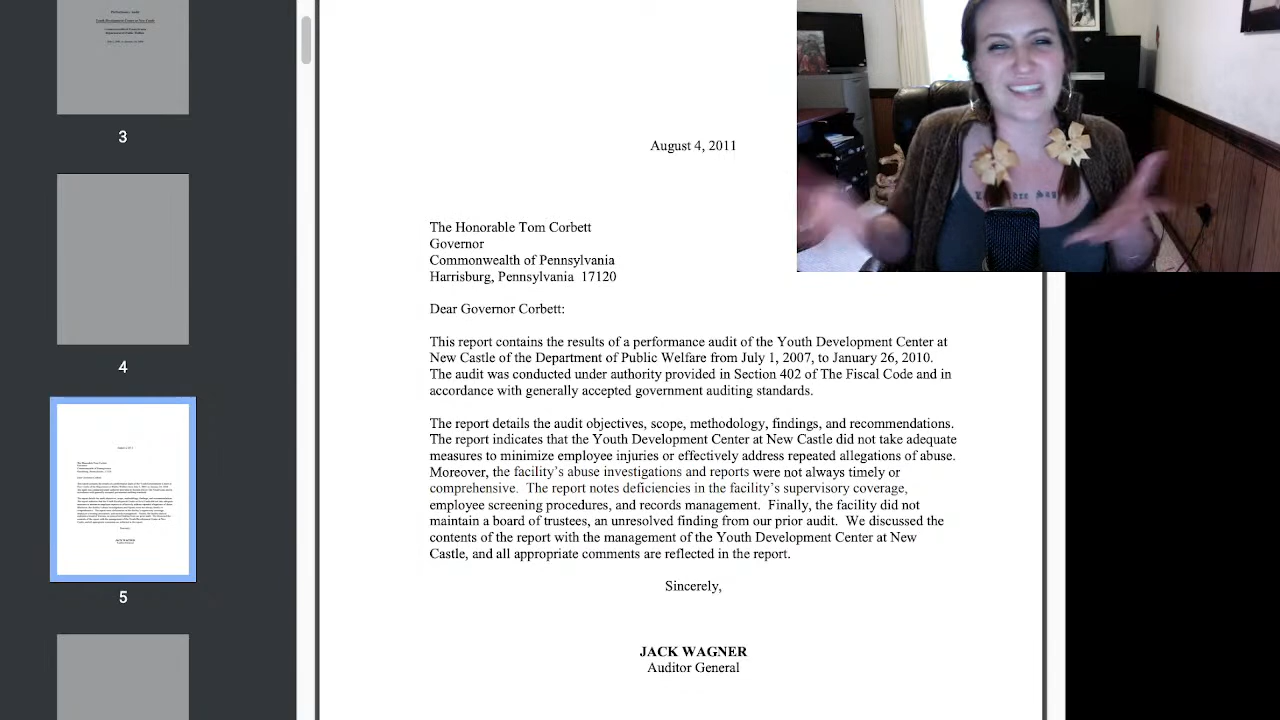 3
4
5
August 4, 2011
The Honorable Tom Corbett
Governor
Commonwealth of Pennsylvania
Harrisburg, Pennsylvania 17120
Dear Governor Corbett:
This report contains the results of a performance audit of the Youth Development Center at
New Castle of the Department of Public Welfare from July 1, 2007, to January 26, 2010.
The audit was conducted under authority provided in Section 402 of The Fiscal Code and in
accordance with generally accepted government auditing standards.
The report details the audit objectives, scope, methodology, findings, and recommendations.
The report indicates that the Youth Development Center at New Castle did not take adequate
measures to minimize employee injuries or effectively address repeated allegations of abuse.
Moreover, the facility's abuse investigations and reports were not always timely or
comprehensive. The report notes deficiencies in the facility's supervisory coverage,
employee screening procedures, and records management. Finally, the facility did not
maintain a board of trustees, an unresolved finding from our prior audit. We discussed the
contents of the report with the management of the Youth Development Center at New
Castle, and all appropriate comments are reflected in the report.
Sincerely,
JACK WAGNER
Auditor General